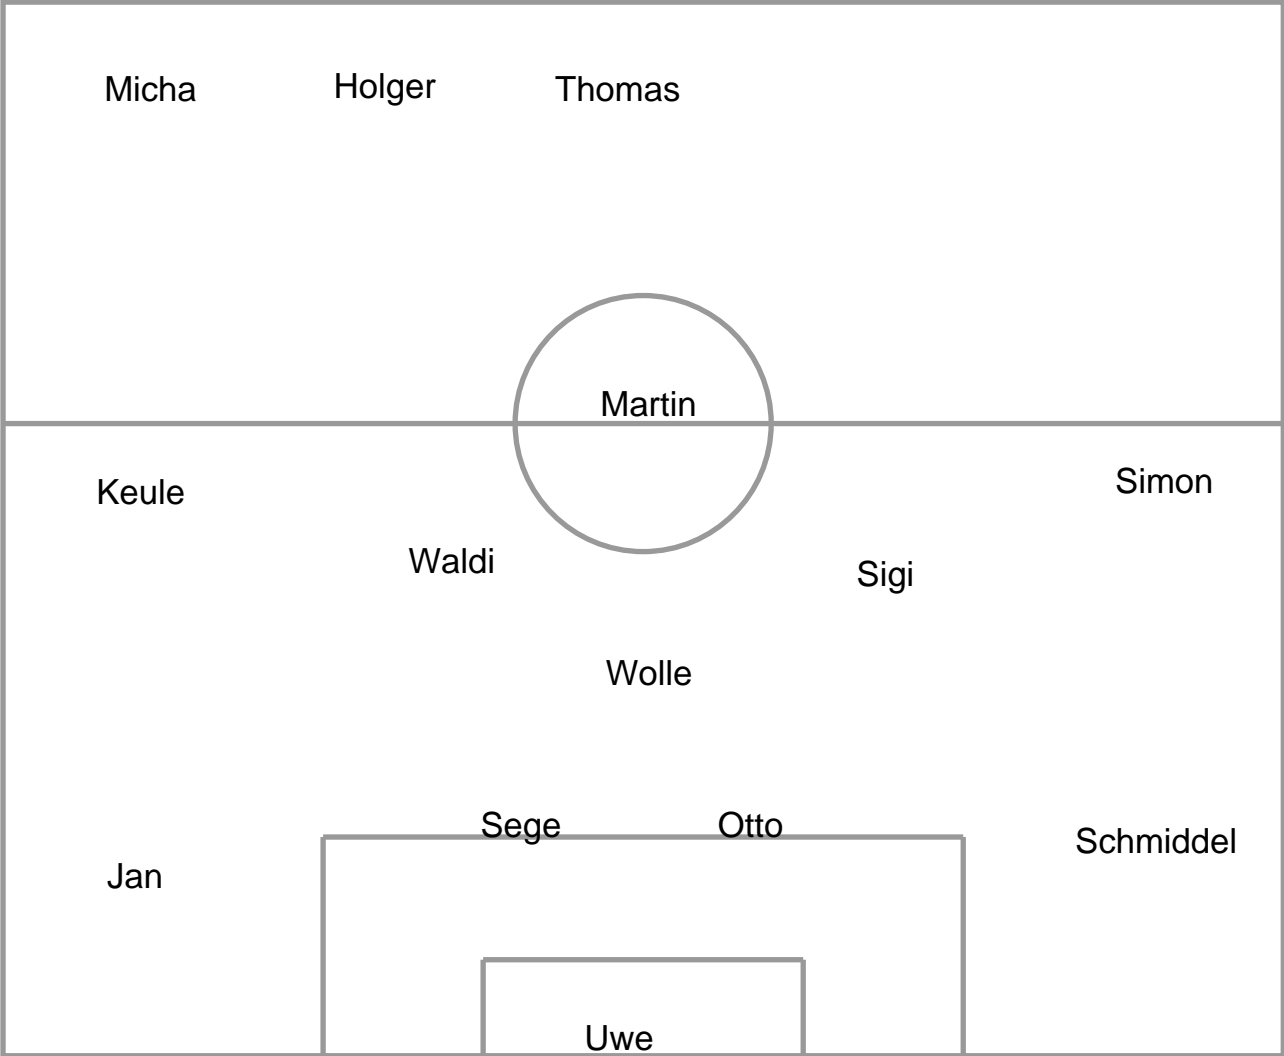 Micha Holger Thomas
Martin
Keule Simon
Waldi Sigi
Wolle
Sege Otto
Jan Schmiddel
Uwe